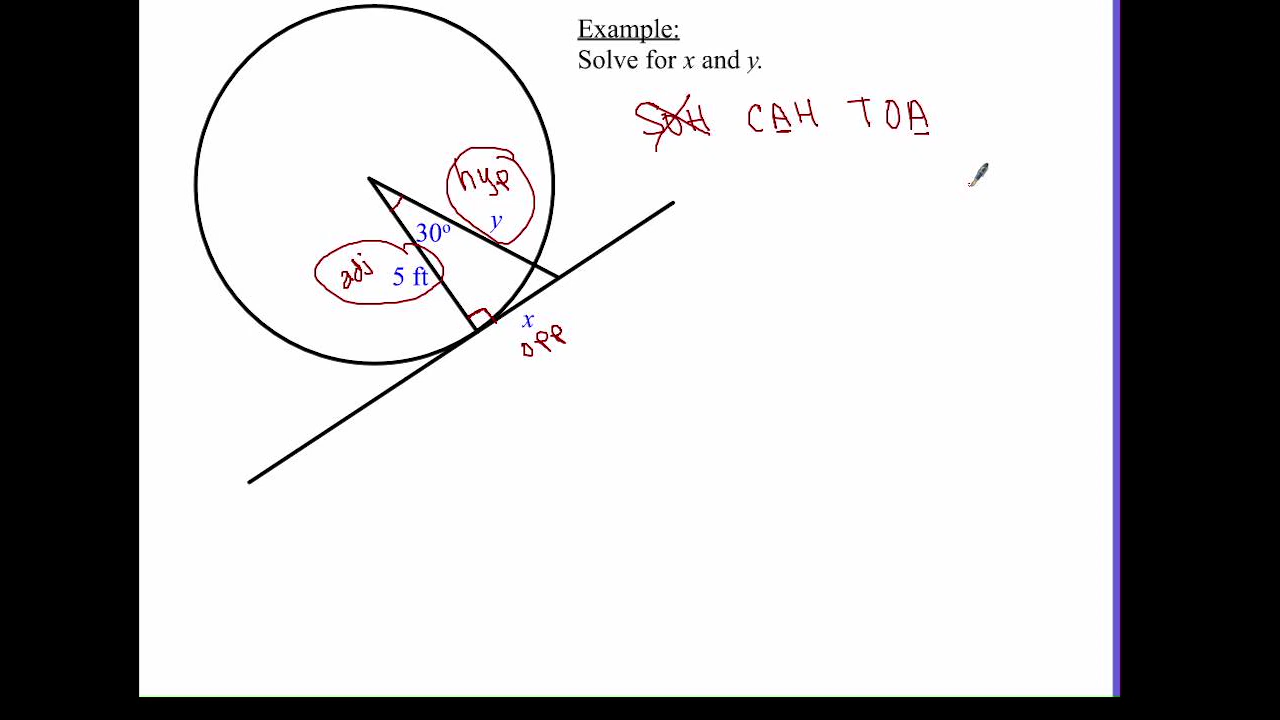 Example:
Solve for x and y.
SOH CAH TOA
hyp
y
30°
adj 5 ft
x
opp